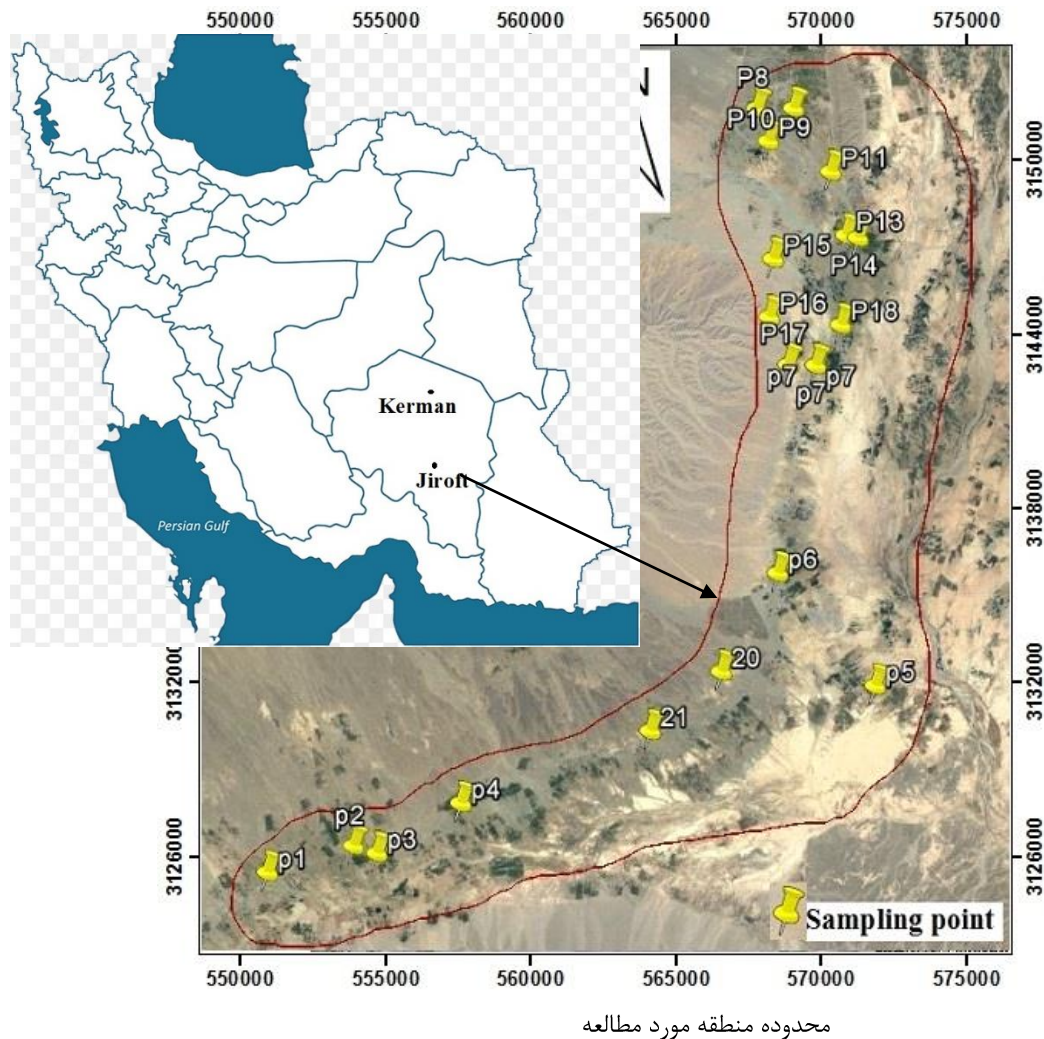 550000 555000 560000 565000 570000 575000
N
P8
P10 P9
P11
3150000
P13
P15
P14
P16
P18
P17
3144000
p7 p7
p7
Kerman
Jiroft
Persian Gulf
3138000
p6
20
p5
3132000 3132000
21
p4
p2
p3
p1
3126000 3126000
Sampling point
550000 555000 560000 565000 570000 575000
محدوده منطقه مورد مطالعه